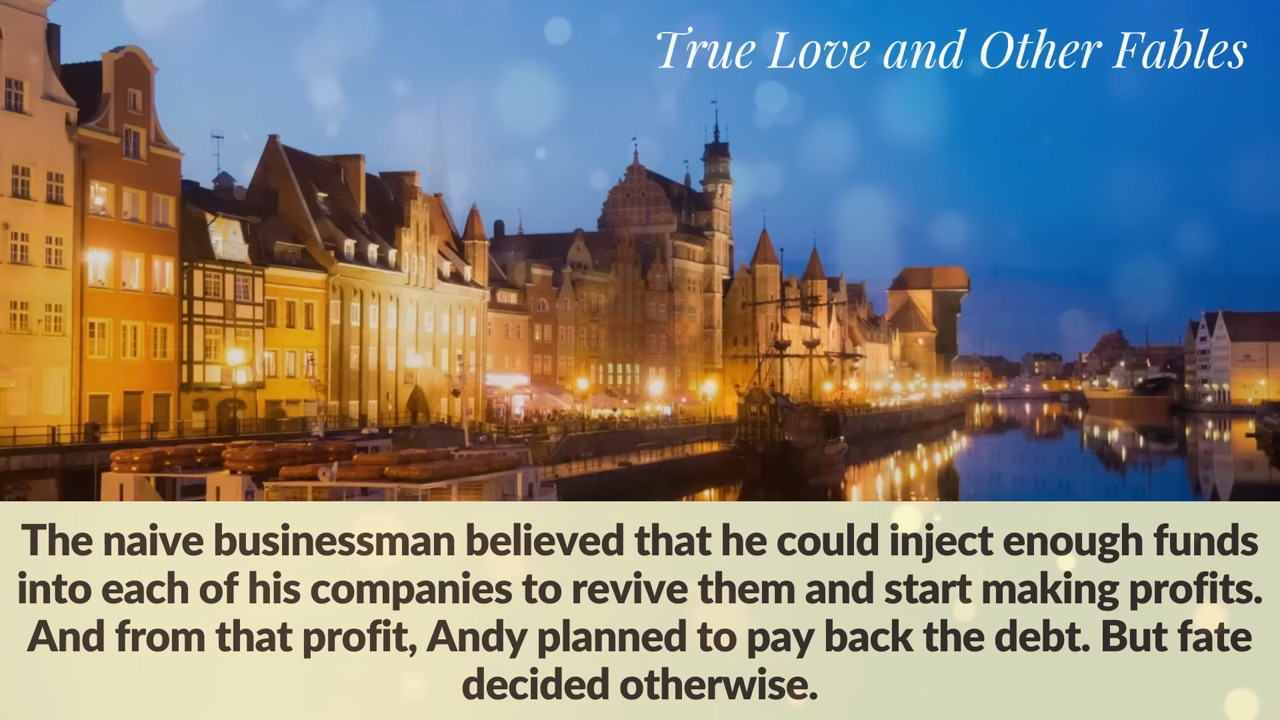 True Love and Other Fables
The naive businessman believed that he could inject enough funds
into each of his companies to revive them and start making profits.
And from that profit, Andy planned to pay back the debt. But fate
decided otherwise.